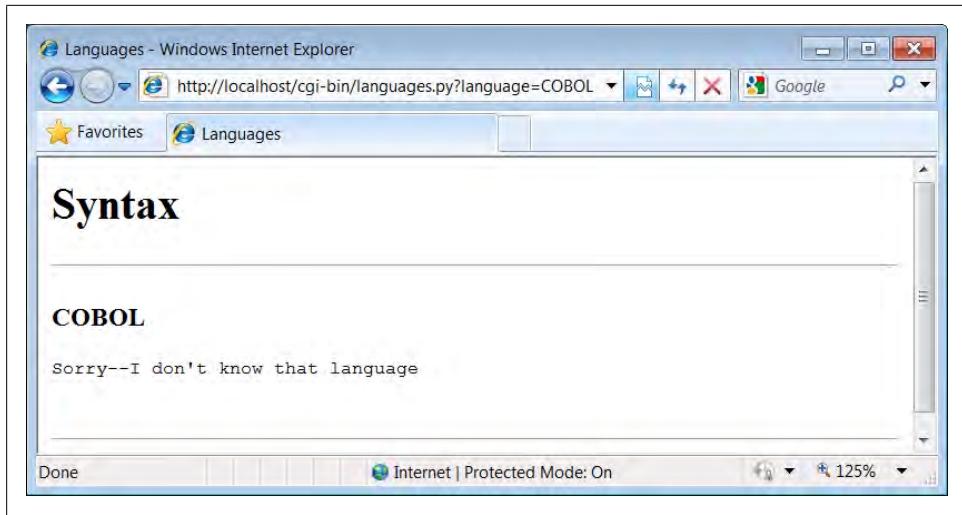 Languages - Windows Internet Explorer
http://localhost/cgi-bin/languages.py?language=COBOL
Google
Favorites
Languages
Syntax
COBOL
Sorry--I don't know that language
Done
Internet | Protected Mode: On
125%